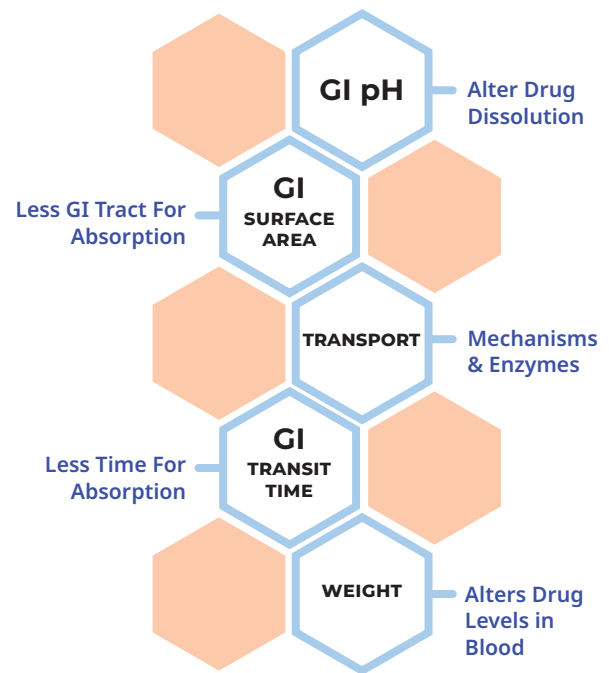 GI pH
Alter Drug
Dissolution
GI
SURFACE
AREA
Less GI Tract For
Absorption
TRANSPORT
Mechanisms
& Enzymes
GI
TRANSIT
TIME
Less Time For
Absorption
WEIGHT
Alters Drug
Levels in
Blood